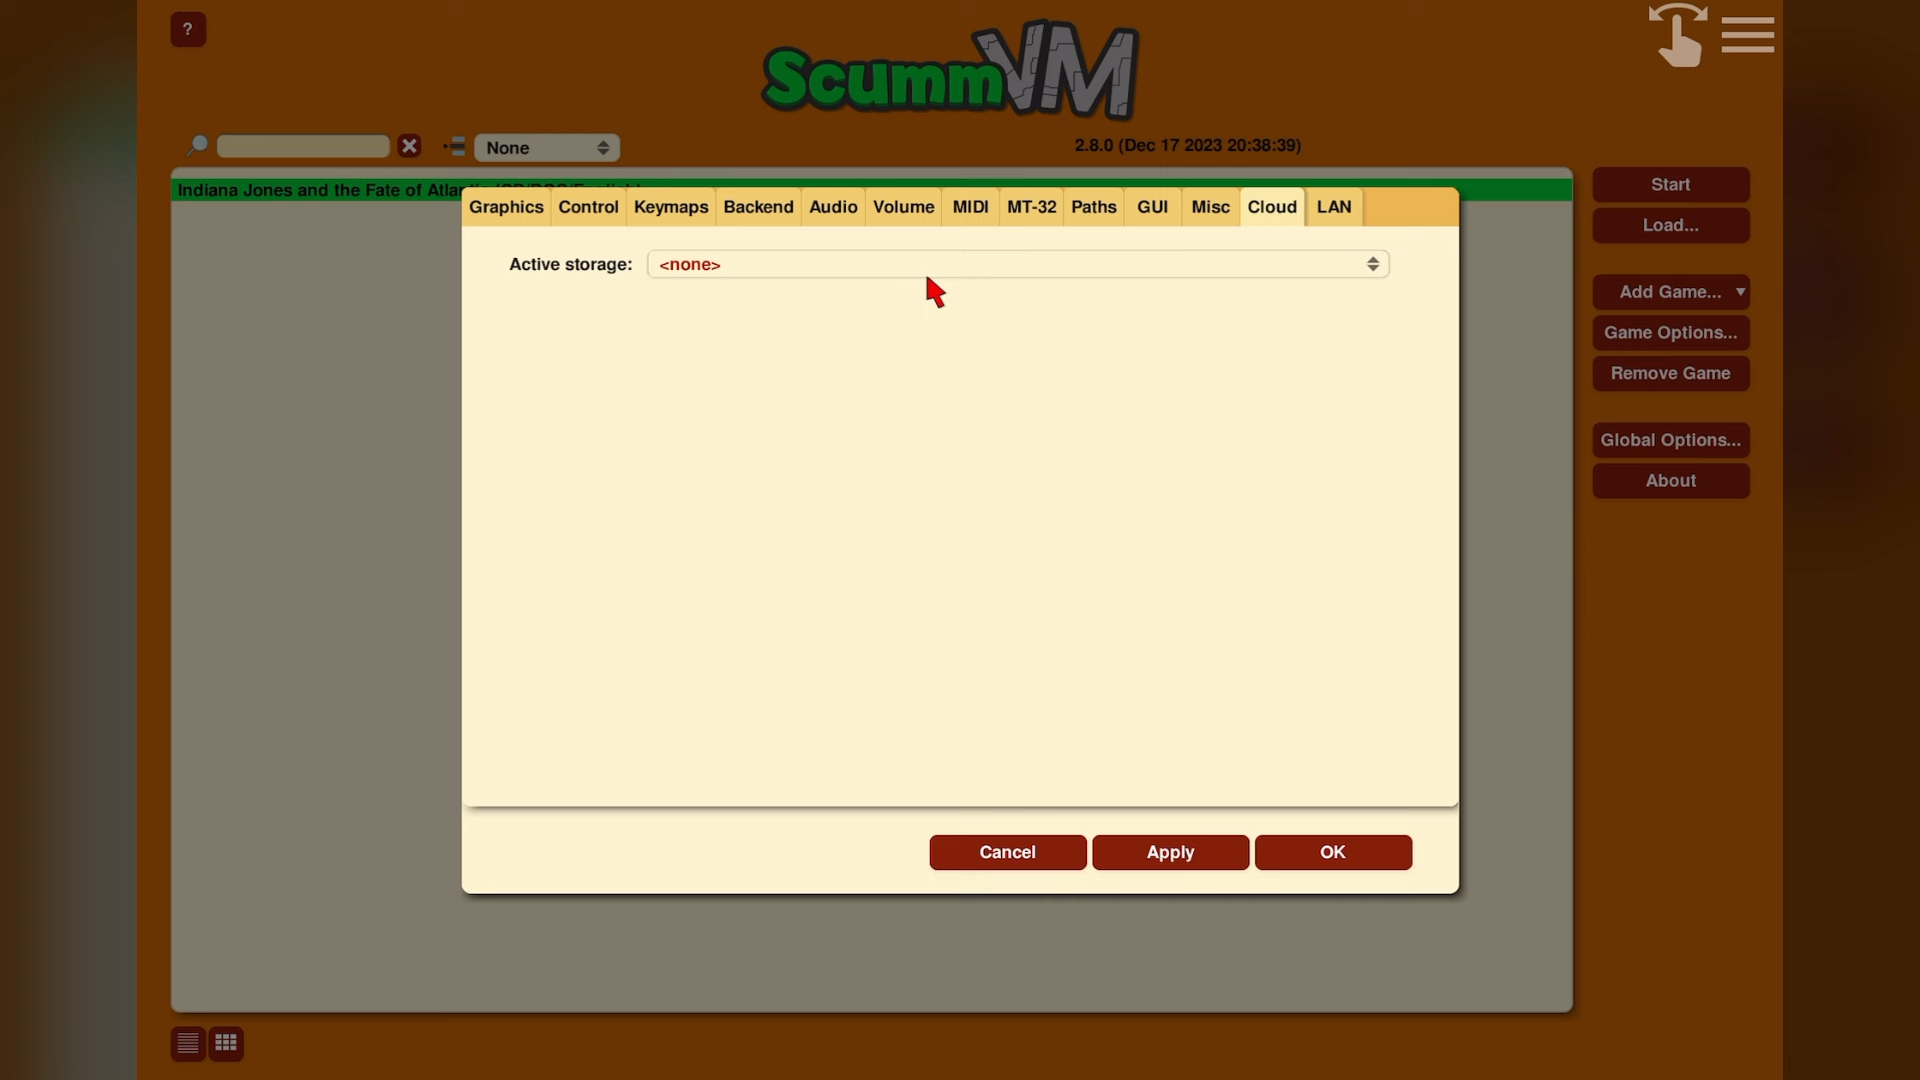 ?
ScummVM
None
2.8.0 (Dec 17 2023 20:38:39)
Indiana Jones and the Fate of
Start
Load...
Graphics Control Keymaps Backend Audio Volume MIDI MT-32 Paths GUI Misc Cloud LAN
Active storage: <none>
Add Game...
Game Options...
Remove Game
Global Options...
About
Cancel Apply OK